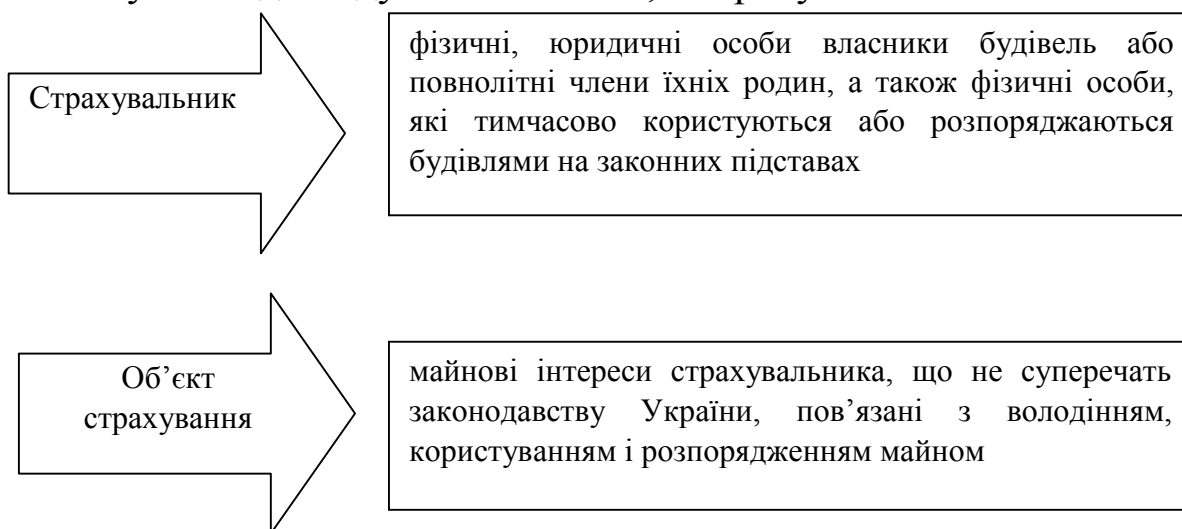 Страхувальник
фізичні, юридичні особи власники будівель або
повнолітні члени їхніх родин, а також фізичні особи,
які тимчасово користуються або розпоряджаються
будівлями на законних підставах
Об’єкт
страхування
майнові інтереси страхувальника, що не суперечать
законодавству України, пов’язані з володінням,
користуванням і розпорядженням майном